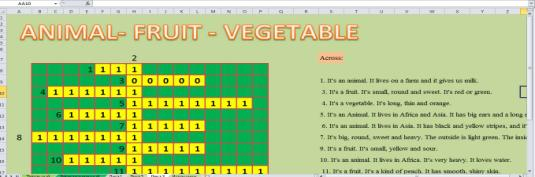 AA10
ANIMAL- FRUIT - VEGETABLE
2
Across:
1 1 1 1
3 0 0 0 0 0
4 1 1 1 1 1 1
5 1 1 1 1 1 1 1 1
6 1 1 1 1 1
7 1 1 1 1 1
8 1 1 1 1 1 1 1 1
9 1 1 1 1 1
10 1 1 1 1 1
11 1 1 1 1 1 1 1 1 1
1. It's an animal. It lives on a farm and it gives us milk.
3. It's a fruit. It's small, round and sweet. It's red or green.
4. It's a vegetable. It's long, thin and orange.
5. It's an animal. It lives in Africa and Asia. It has big ears and a long
6. It's an animal. It lives in Asia. It has black and yellow stripes, and if
7. It's big, round, sweet and heavy. The outside is light green. The insi
9. It's a fruit. It's small, yellow and sour.
10. It's an animal. It lives in Africa. It's very heavy. It loves water.
11. It's a fruit. It's a kind of peach. It has smooth, shiny skin.